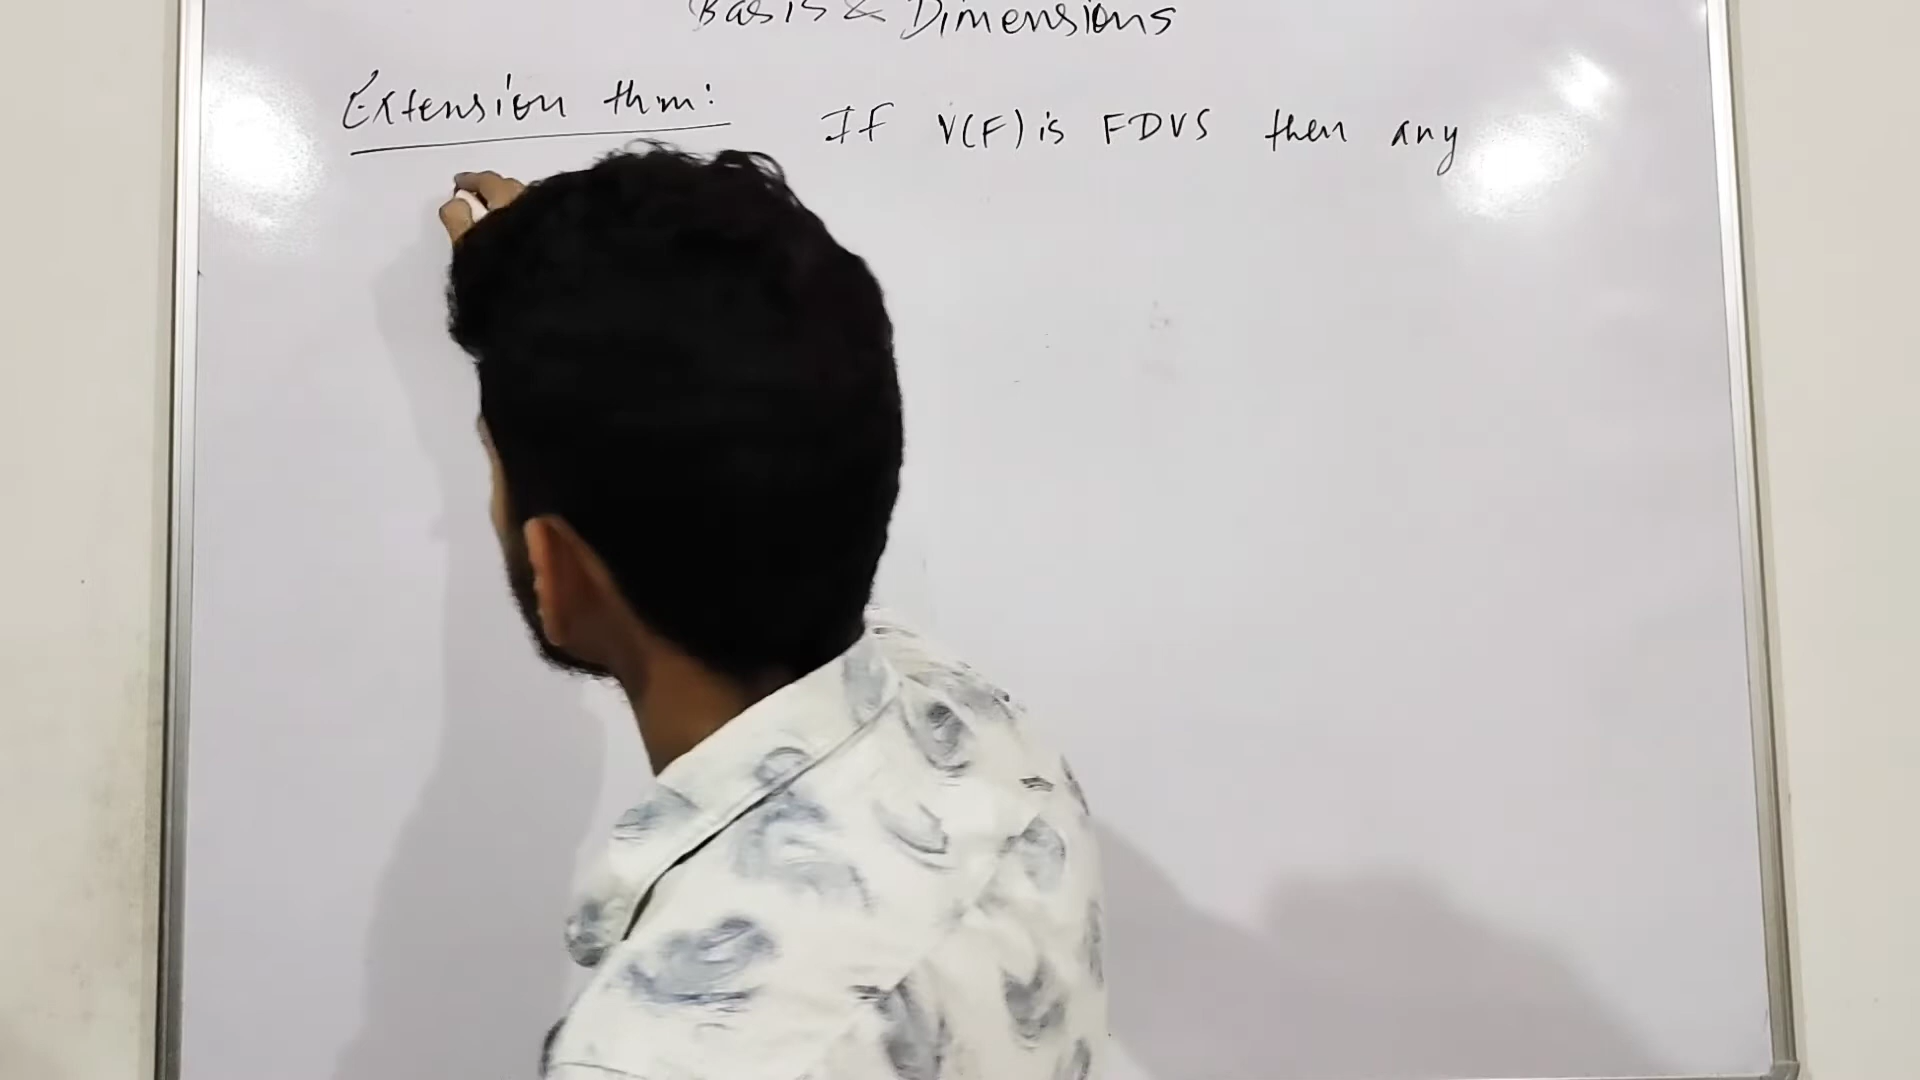 Basis & Dimensions
Extension thm: If V(F) is FDVS then any